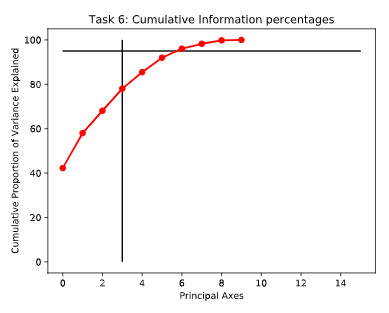 Task 6: Cumulative Information percentages
100
80
60
40
20
0
Cumulative Proportion of Variance Explained
0 2 4 6 8 10 12 14
Principal Axes